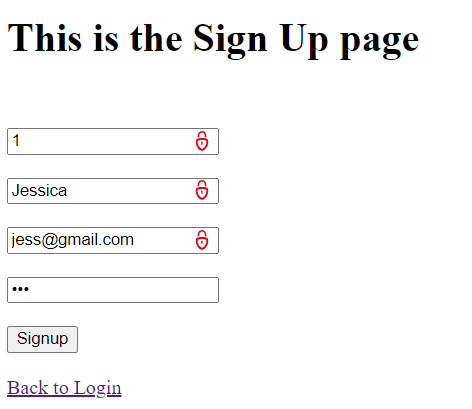 This is the Sign Up page
1
Jessica
jess@gmail.com
•••
Signup
Back to Login